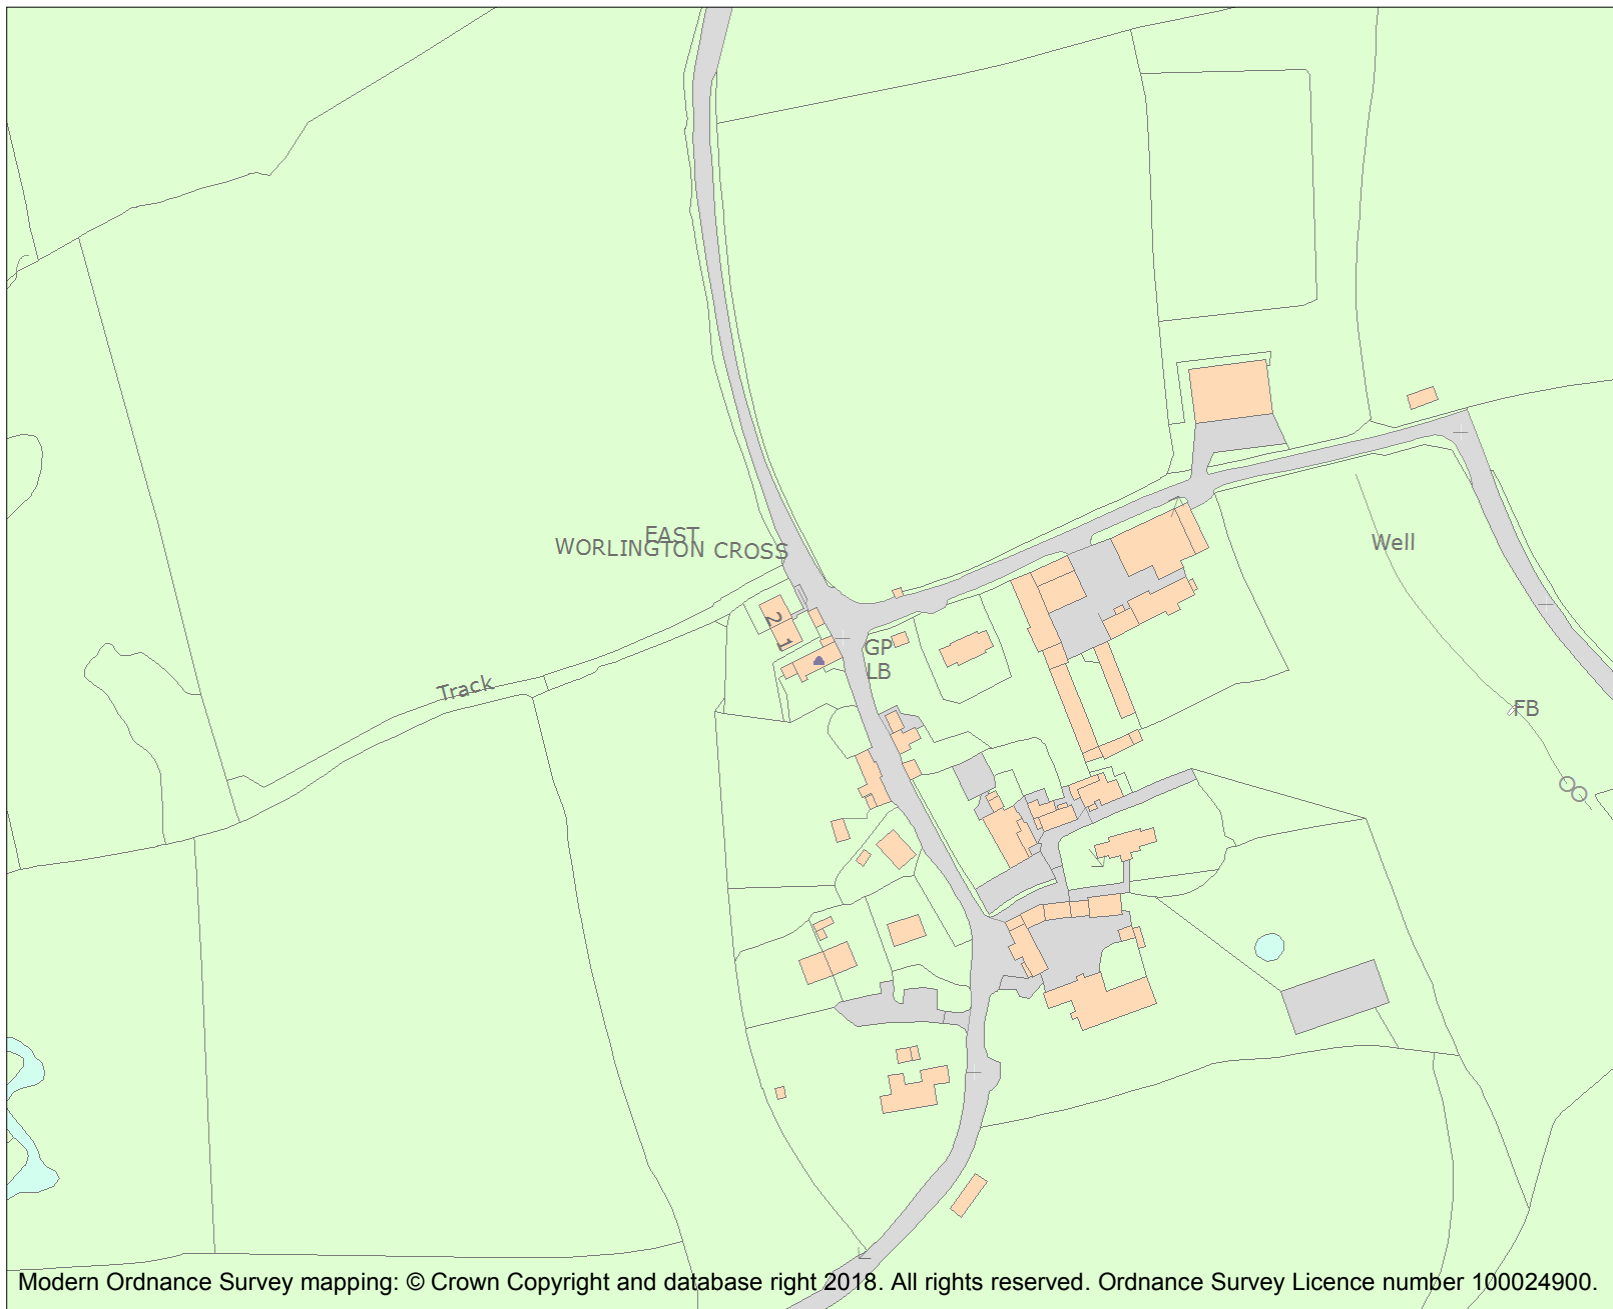 EAST
WORLINGTON CROSS
Well
2
1
GP
LB
Track
FB
Modern Ordnance Survey mapping: © Crown Copyright and database right 2018. All rights reserved. Ordnance Survey Licence number 100024900.